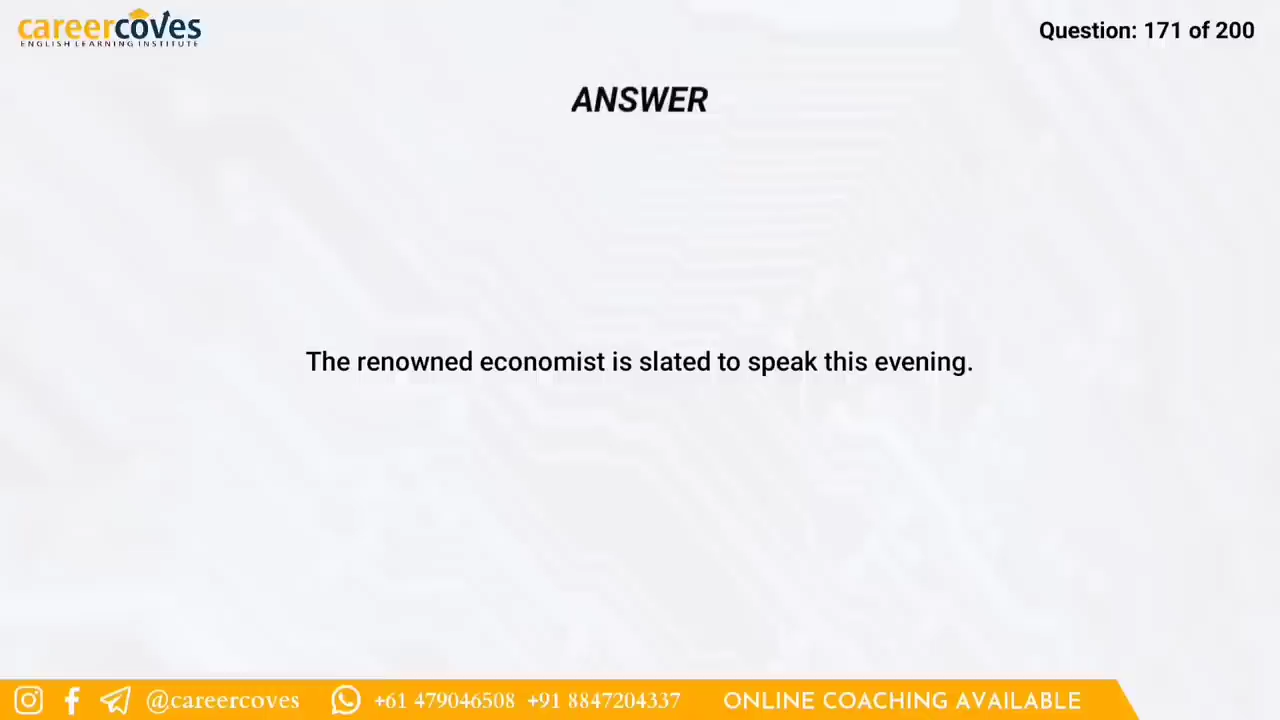 careercoves
ENGLISH LEARNING INSTITUTE
Question: 171 of 200
ANSWER
The renowned economist is slated to speak this evening.
@careercoves +61 479046508 +91 8847204337 ONLINE COACHING AVAILABLE